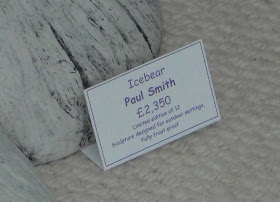 Icebear
Paul Smith
£2,350
Limited edition of 12
Sculpture designed for outdoor settings.
Fully frost proof